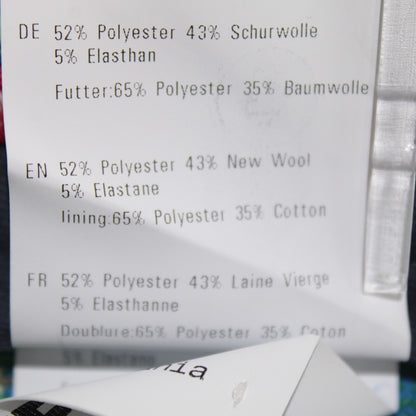 DE 52% Polyester 43% Schurwolle
5% Elasthan
Futter:65% Polyester 35% Baumwolle
EN 52% Polyester 43% New Wool
5% Elastane
lining:65% Polyester 35% Cotton
FR 52% Polyester 43% Laine Vierge
5% Elasthanne
Doublure:65% Polyester 35% Coton
5% Elastano